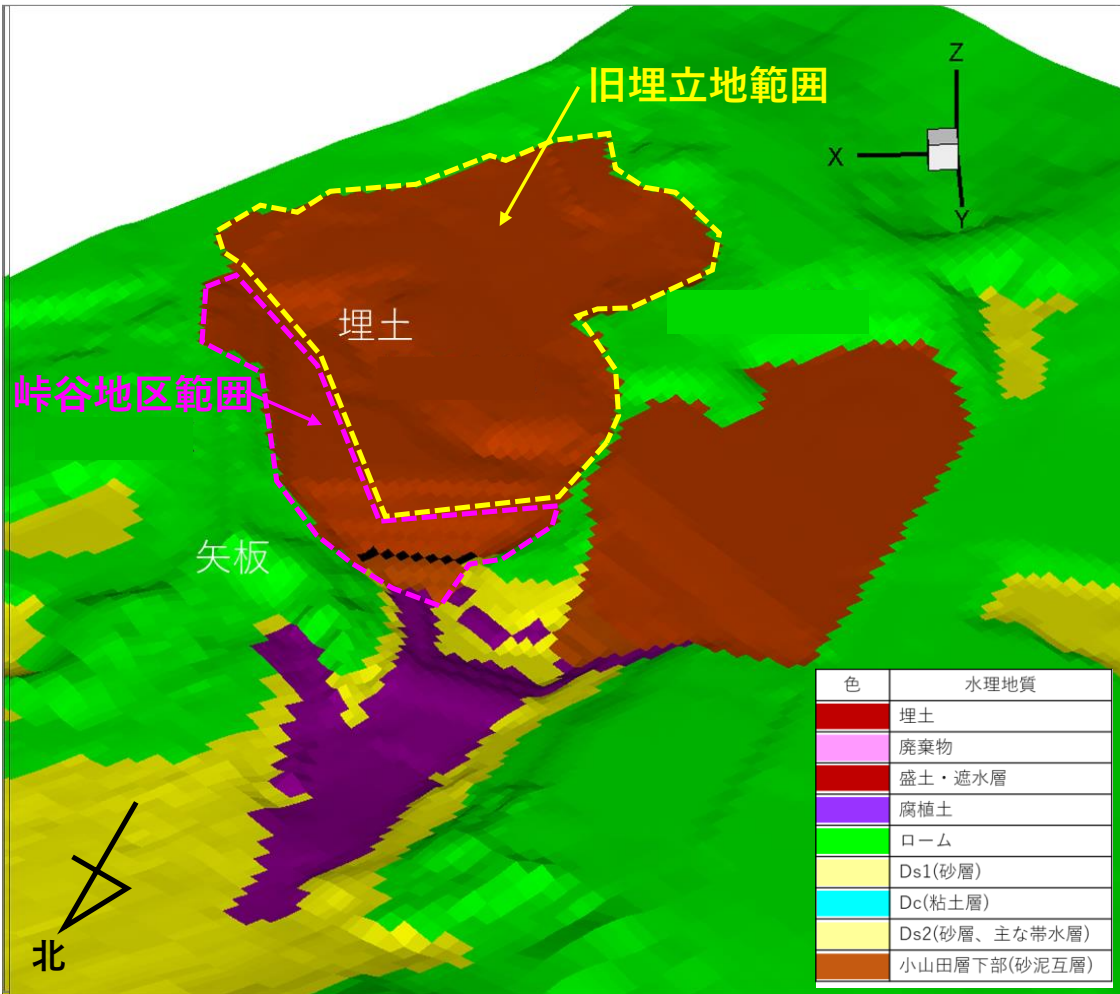 旧埋立地範囲
Z
X
Y
埋土
峠谷地区範囲
矢板
北
色 水理地質
埋土
廃棄物
盛土・遮水層
腐植土
ローム
Ds1(砂層)
Dc(粘土層)
Ds2(砂層、主な帯水層)
小山田層下部(砂泥互層)